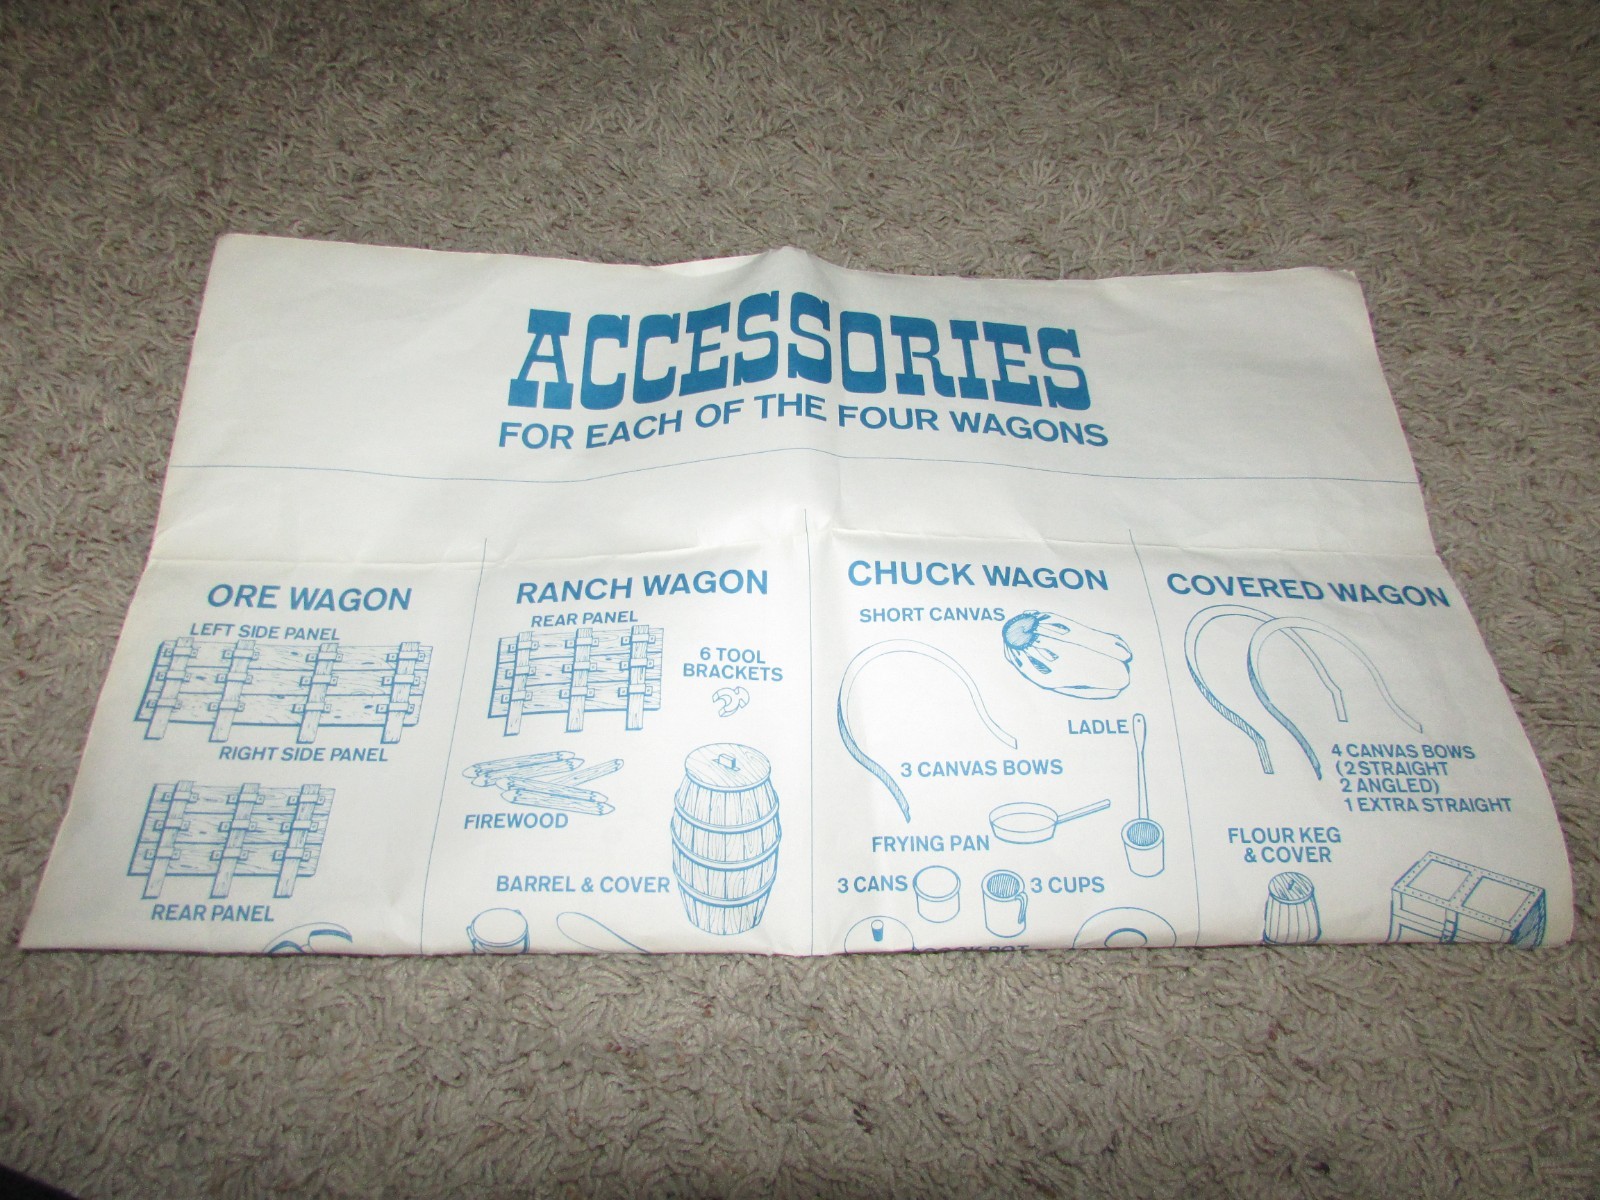 ACCESSORIES
FOR EACH OF THE FOUR WAGONS
ORE WAGON
LEFT SIDE PANEL
RIGHT SIDE PANEL
REAR PANEL
RANCH WAGON
REAR PANEL
6 TOOL
BRACKETS
FIREWOOD
BARREL & COVER
CHUCK WAGON
SHORT CANVAS
LADLE
3 CANVAS BOWS
FRYING PAN
3 CANS
3 CUPS
COVERED WAGON
4 CANVAS BOWS
(2 STRAIGHT
2 ANGLED)
1 EXTRA STRAIGHT
FLOUR KEG
& COVER